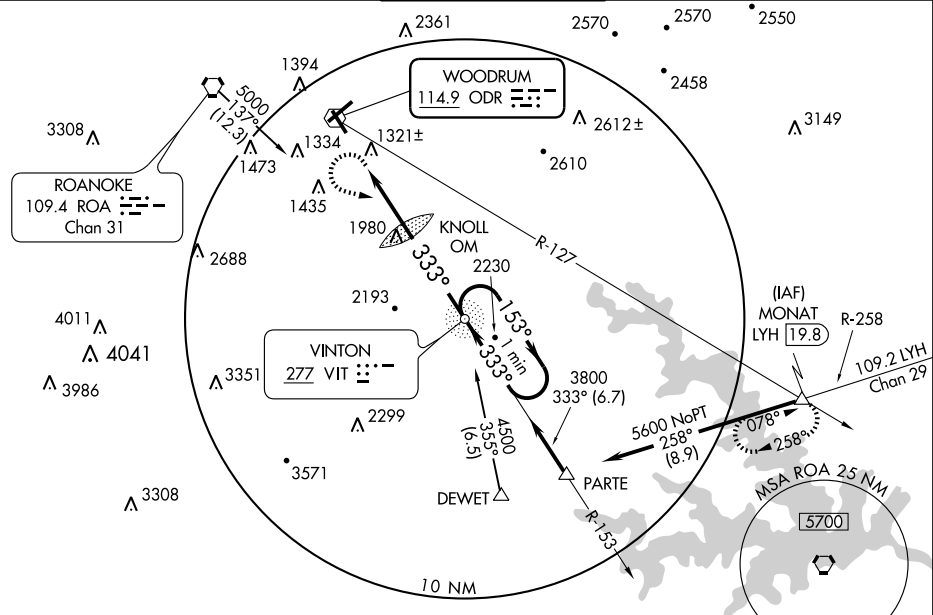 2361
2570
2570
2550
1394
2458
WOODRUM
114.9 ODR
5000
137°
(12.3)
3308
1473
1334
1321±
2612±
3149
2610
ROANOKE
109.4 ROA
Chan 31
1435
1980
KNOLL
OM
333°
R-127
2688
2230
2193
153°
1 min
333°
(IAF)
MONAT
LYH 19.8
R-258
109.2 LYH
Chan 29
4011
4041
3986
VINTON
277 VIT
3351
3800
333° (6.7)
2299
4500
355°
(6.5)
5600 NoPT
258°
(8.9)
078°
258°
3571
3308
DEWET
PARTE
R-153
MSA ROA 25 NM
5700
10 NM